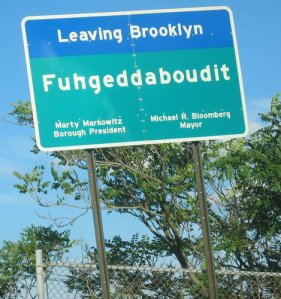 Leaving Brooklyn
Fuhgeddaboudit
Marty Markowitz
Borough President
Michael R. Bloomberg
Mayor